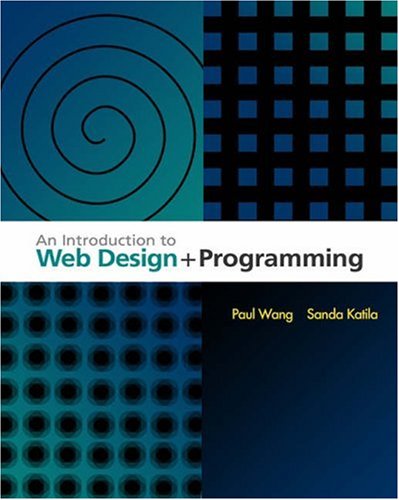 An Introduction to
Web Design+Programming
Paul Wang Sanda Katila